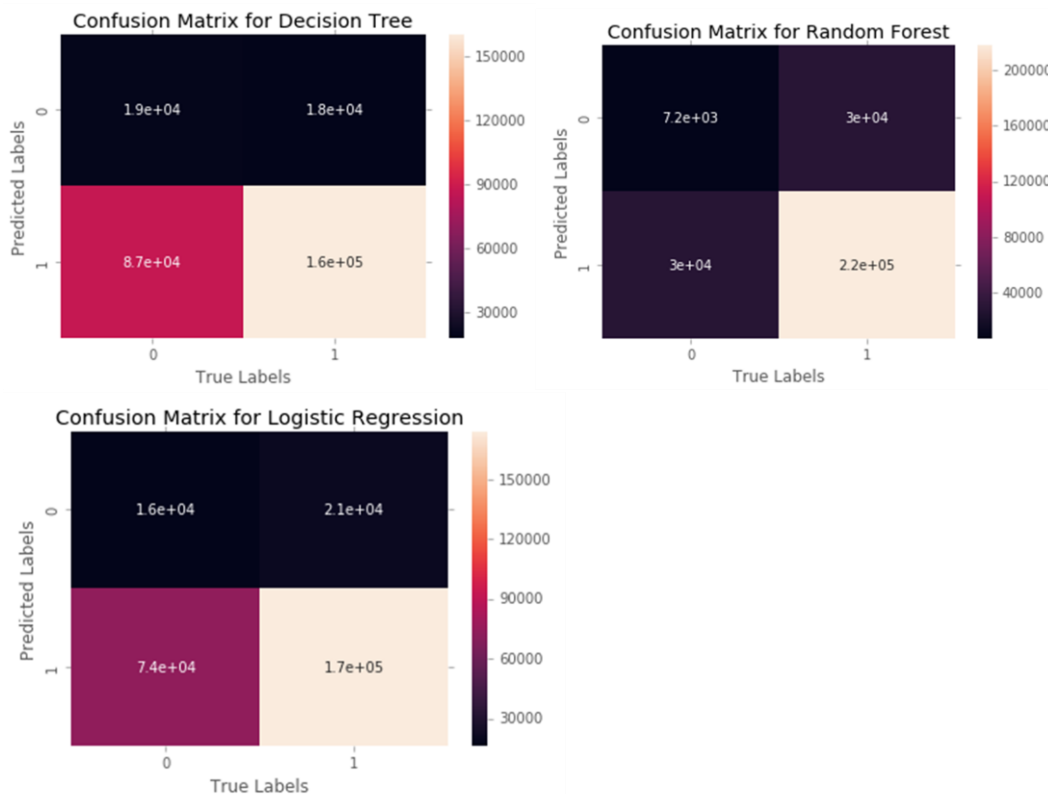 Confusion Matrix for Decision Tree
Predicted Labels
0
1
1.9e+04 1.8e+04
8.7e+04 1.6e+05
0 1
True Labels
150000
120000
90000
60000
30000
Confusion Matrix for Random Forest
Predicted Labels
0
1
7.2e+03 3e+04
3e+04 2.2e+05
0 1
True Labels
200000
160000
120000
80000
40000
Confusion Matrix for Logistic Regression
Predicted Labels
0
1
1.6e+04 2.1e+04
7.4e+04 1.7e+05
0 1
True Labels
150000
120000
90000
60000
30000